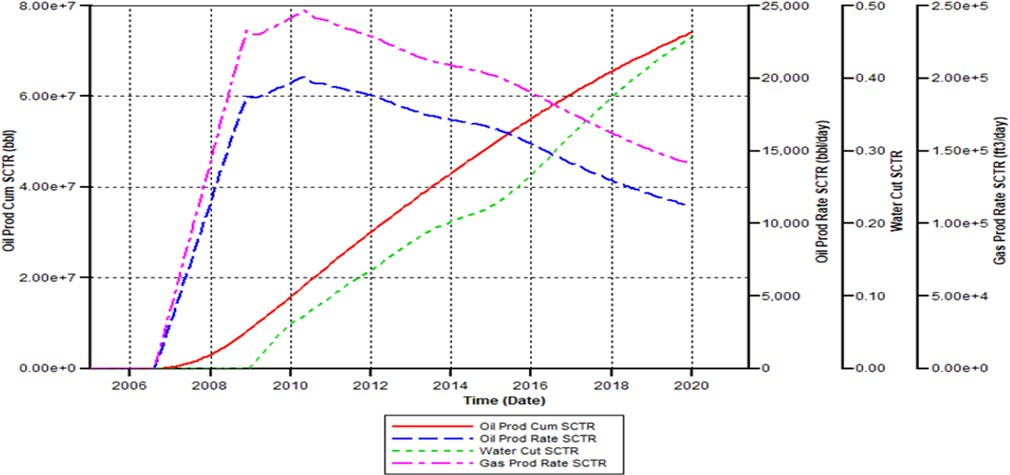 8.00e+7
6.00e+7
4.00e+7
2.00e+7
0.00e+0
Oil Prod Cum SCTR (bbl)
2006 2008 2010 2012 2014 2016 2018 2020
Time (Date)
25,000
20,000
15,000
10,000
5,000
0
Oil Prod Rate SCTR (bbl/day)
0.50
0.40
0.30
0.20
0.10
0.00
Water Cut SCTR
2.50e+5
2.00e+5
1.50e+5
1.00e+5
5.00e+4
0.00e+0
Gas Prod Rate SCTR (ft3/day)
Oil Prod Cum SCTR
Oil Prod Rate SCTR
Water Cut SCTR
Gas Prod Rate SCTR